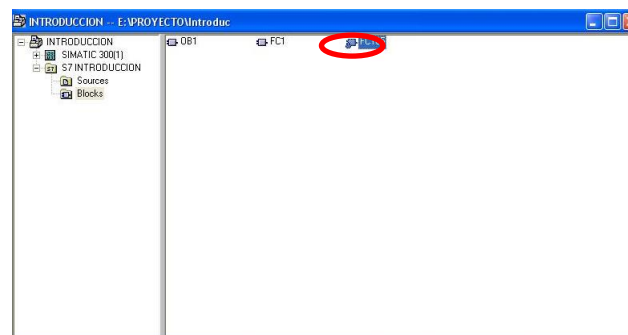 INTRODUCCION -- E:\PROYECTO\Introduc
INTRODUCCION
SIMATIC 300(1)
S7 INTRODUCCION
Sources
Blocks
OB1
FC1